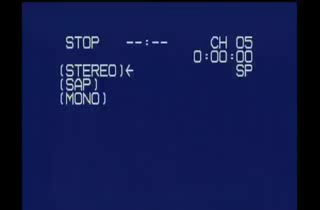 STOP --:-- CH 05
0:00:00
(STEREO)← SP
(SAP)
(MONO)